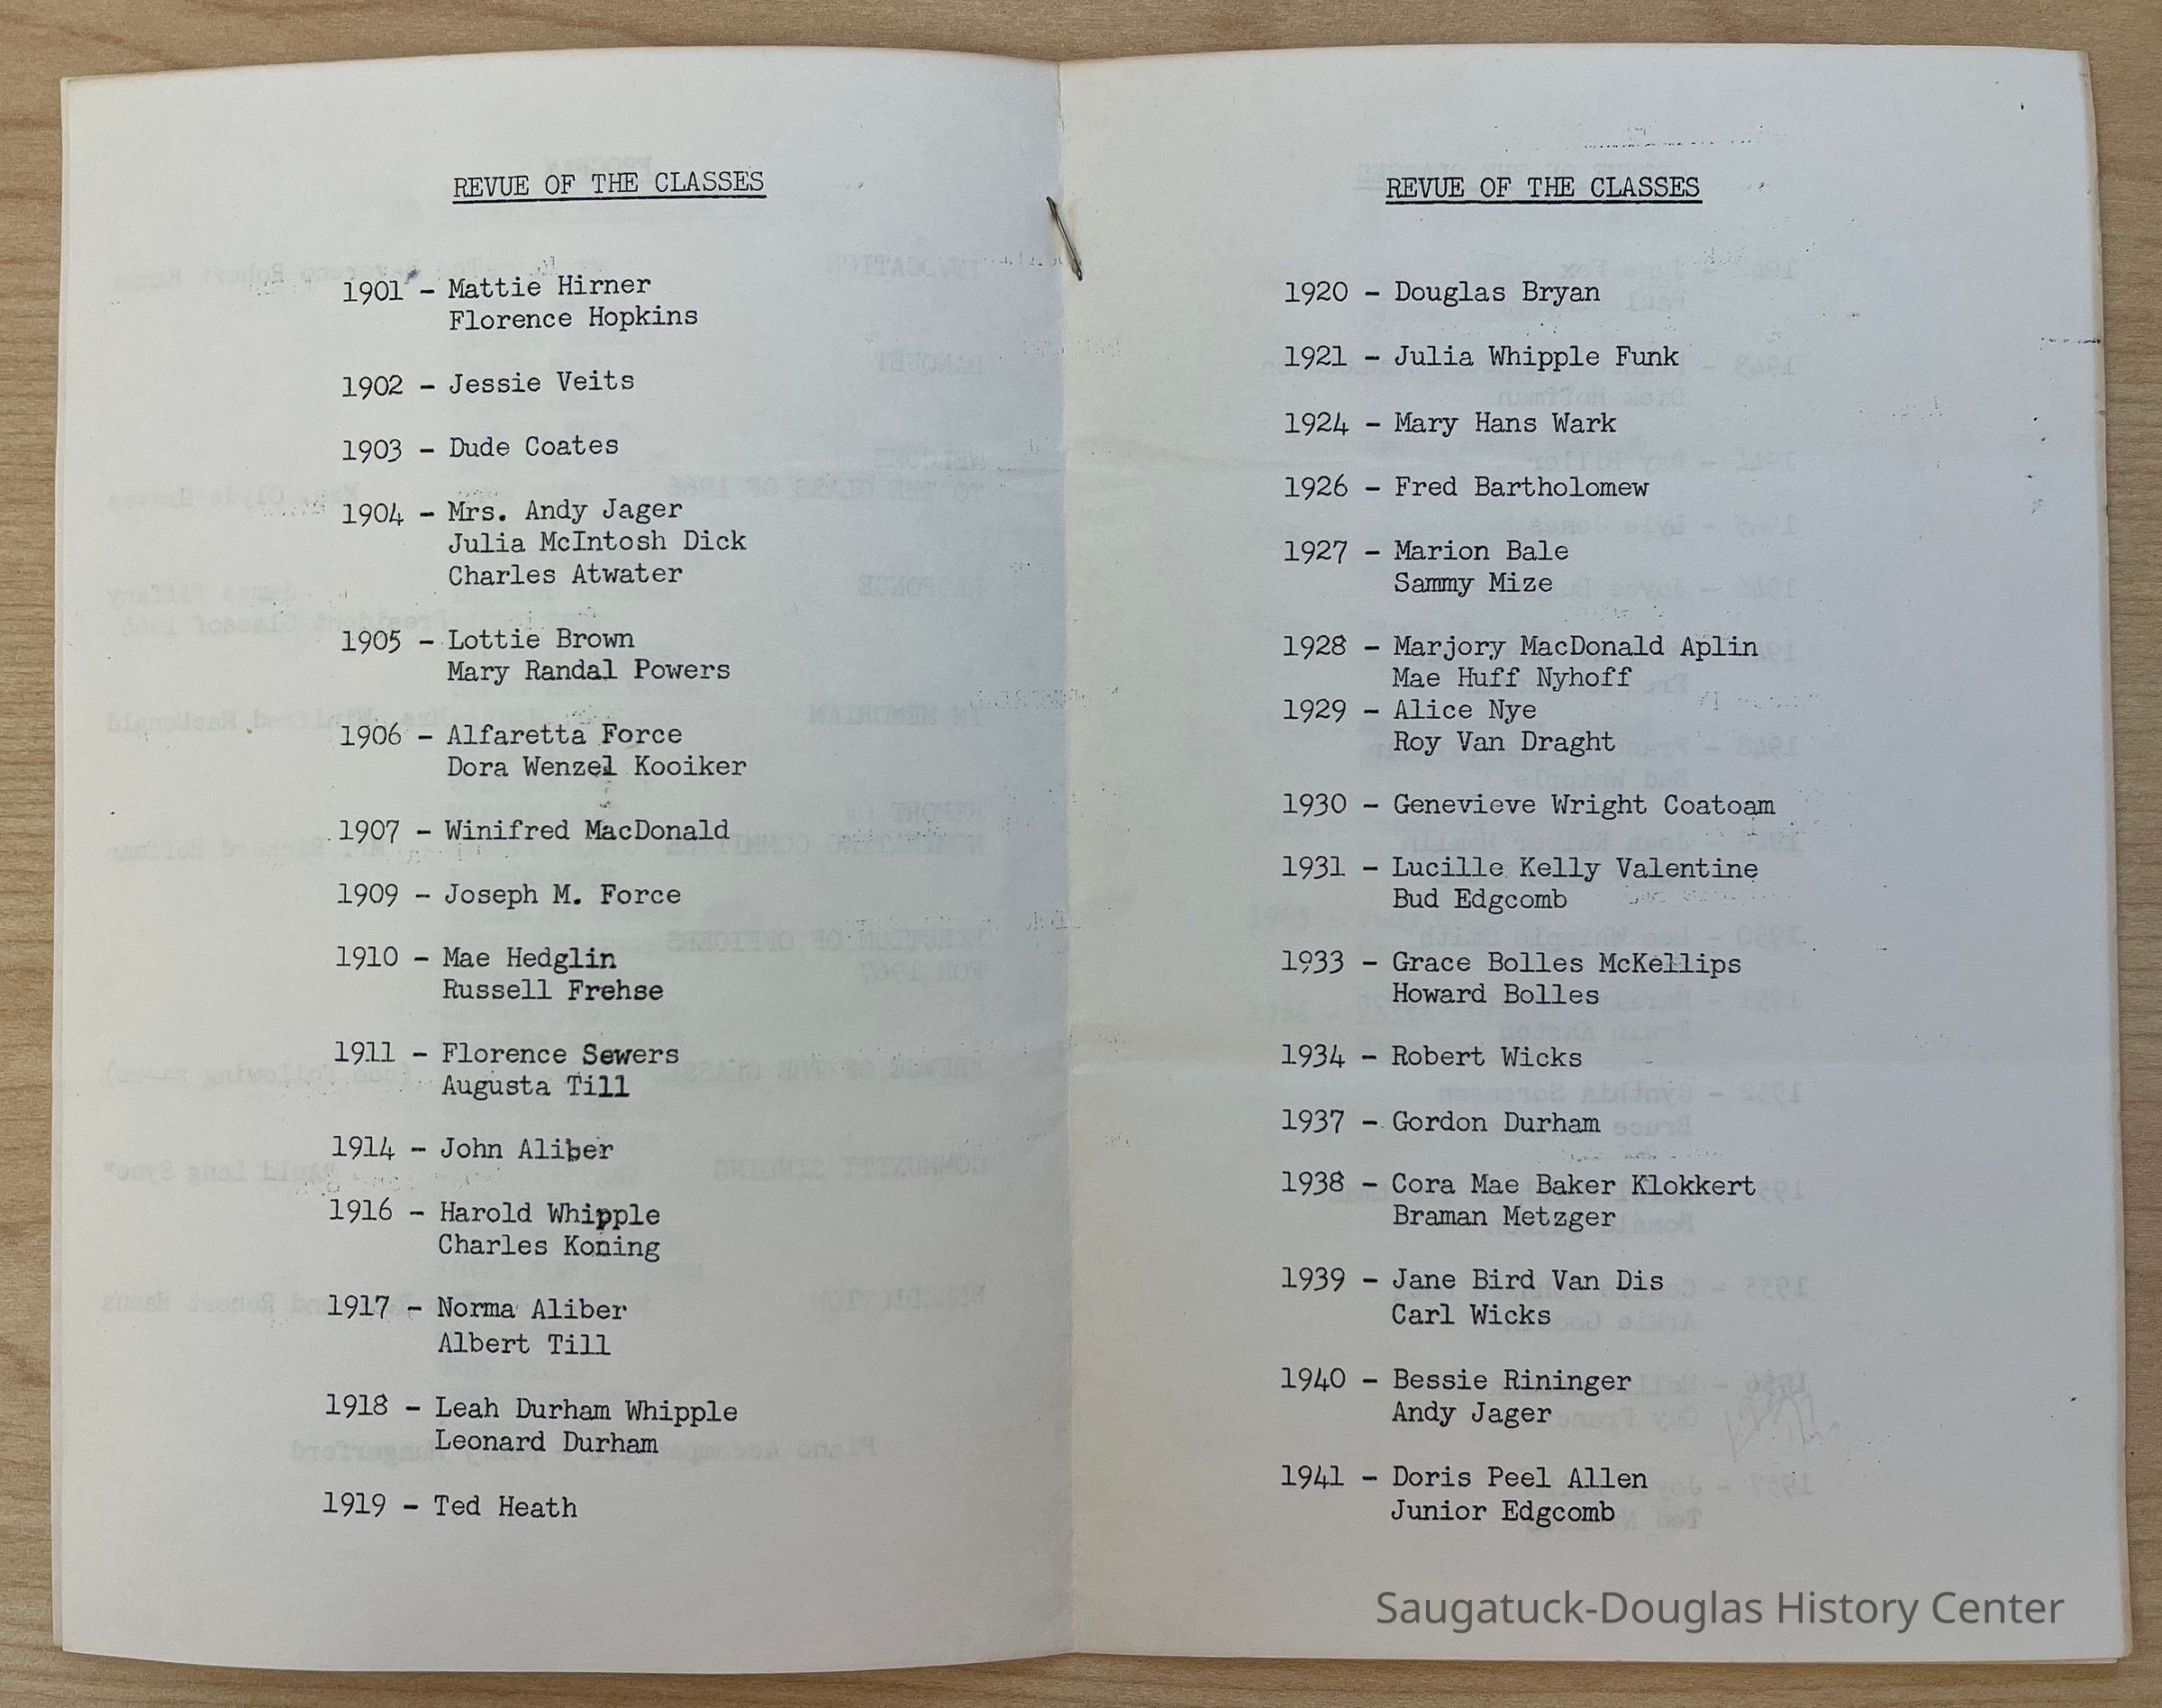 REVUE OF THE CLASSES
1901 - Mattie Hirner
Florence Hopkins
1902 - Jessie Veits
1903 - Dude Coates
1904 - Mrs. Andy Jager
Julia McIntosh Dick
Charles Atwater
1905 - Lottie Brown
Mary Randal Powers
1906 - Alfaretta Force
Dora Wenzel Kooiker
1907 - Winifred MacDonald
1909 - Joseph M. Force
1910 - Mae Hedglin
Russell Frehse
1911 - Florence Sewers
Augusta Till
1914 - John Aliber
1916 - Harold Whipple
Charles Koning
1917 - Norma Aliber
Albert Till
1918 - Leah Durham Whipple
Leonard Durham
1919 - Ted Heath
REVUE OF THE CLASSES
1920 - Douglas Bryan
1921 - Julia Whipple Funk
1924 - Mary Hans Wark
1926 - Fred Bartholomew
1927 - Marion Bale
Sammy Mize
1928 - Marjory MacDonald Aplin
Mae Huff Nyhoff
1929 - Alice Nye
Roy Van Draght
1930 - Genevieve Wright Coatoam
1931 - Lucille Kelly Valentine
Bud Edgcomb
1933 - Grace Bolles McKellips
Howard Bolles
1934 - Robert Wicks
1937 - Gordon Durham
1938 - Cora Mae Baker Klokkert
Braman Metzger
1939 - Jane Bird Van Dis
Carl Wicks
1940 - Bessie Rininger
Andy Jager
1941 - Doris Peel Allen
Junior Edgcomb
Saugatuck-Douglas History Center